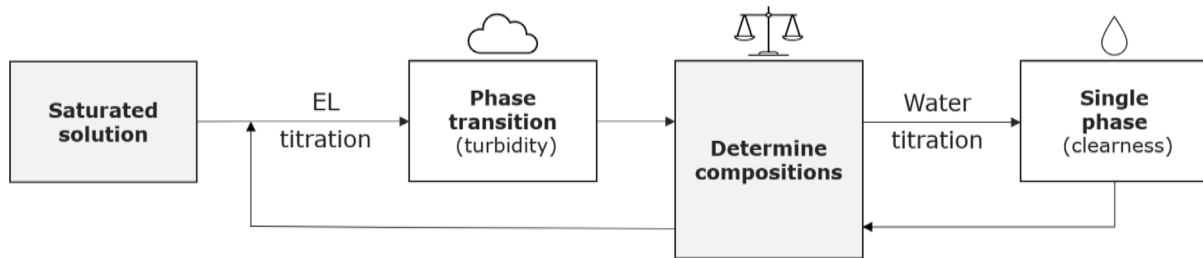 Saturated
solution
EL
titration
Phase
transition
(turbidity)
Determine
compositions
Water
titration
Single
phase
(clearness)